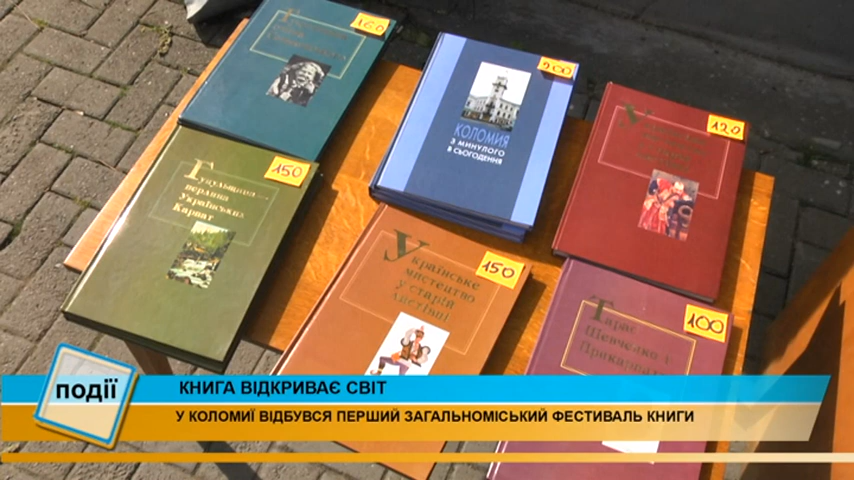 160
200
КОЛОМИЯ
З МИНУЛОГО
В СЬОГОДЕННЯ
120
150
Гуцульщина —
перлина
Українських
Карпат
150
Українське
мистецтво
у старій
листівці
100
Тарас
Шевченко і
Прикарпаття
події
КНИГА ВІДКРИВАЄ СВІТ
У КОЛОМИЇ ВІДБУВСЯ ПЕРШИЙ ЗАГАЛЬНОМІСЬКИЙ ФЕСТИВАЛЬ КНИГИ